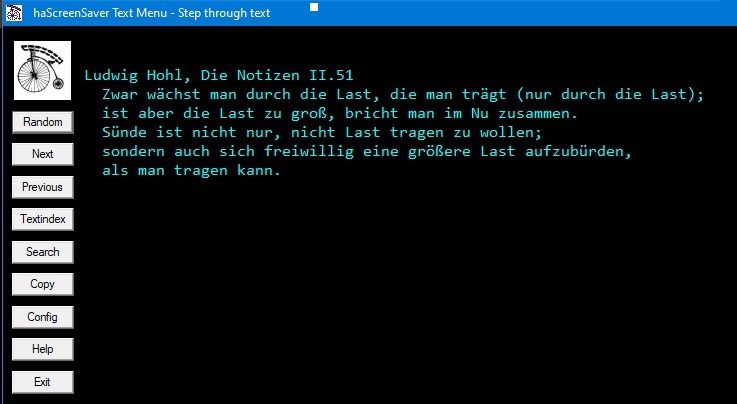 haScreenSaver Text Menu - Step through text
Ludwig Hohl, Die Notizen II.51
Zwar wächst man durch die Last, die man trägt (nur durch die Last);
ist aber die Last zu groß, bricht man im Nu zusammen.
Sünde ist nicht nur, nicht Last tragen zu wollen;
sondern auch sich freiwillig eine größere Last aufzubürden,
als man tragen kann.
Random
Next
Previous
Textindex
Search
Copy
Config
Help
Exit